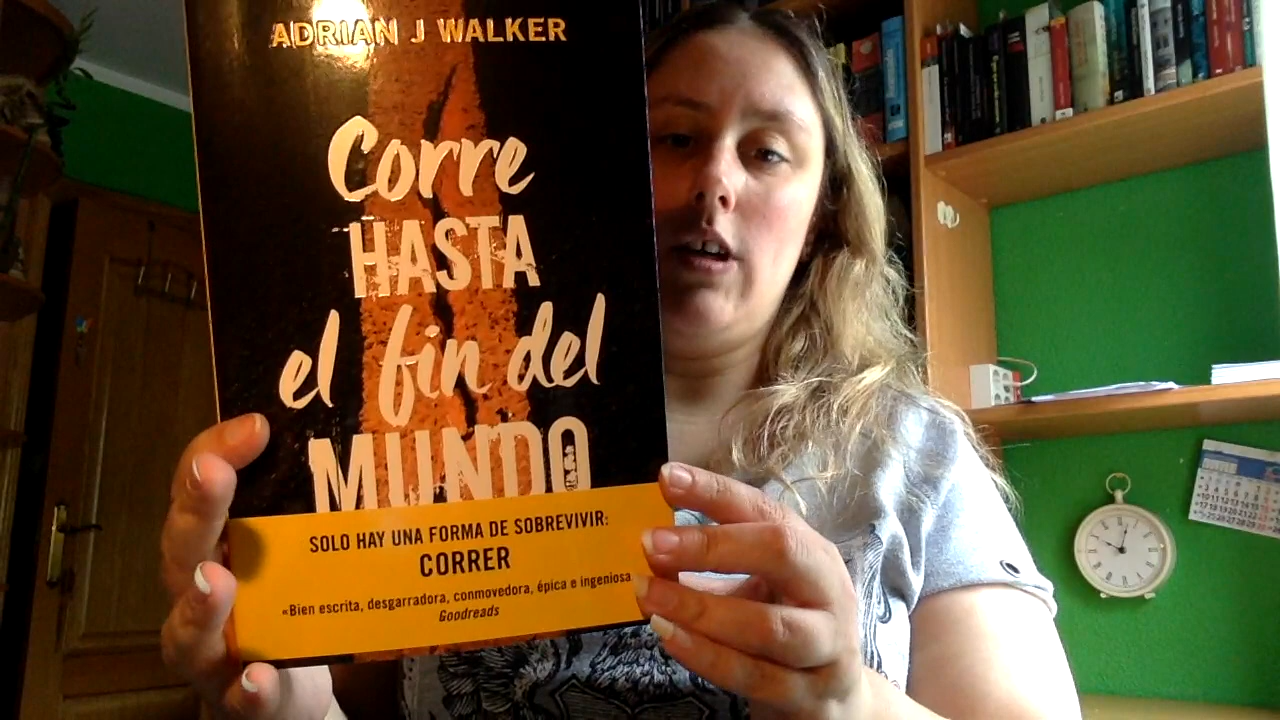 ADRIAN J WALKER
Corre
HASTA
el fin del
MUNDO
SOLO HAY UNA FORMA DE SOBREVIVIR:
CORRER
«Bien escrita, desgarradora, conmovedora, épica e ingeniosa
Goodreads